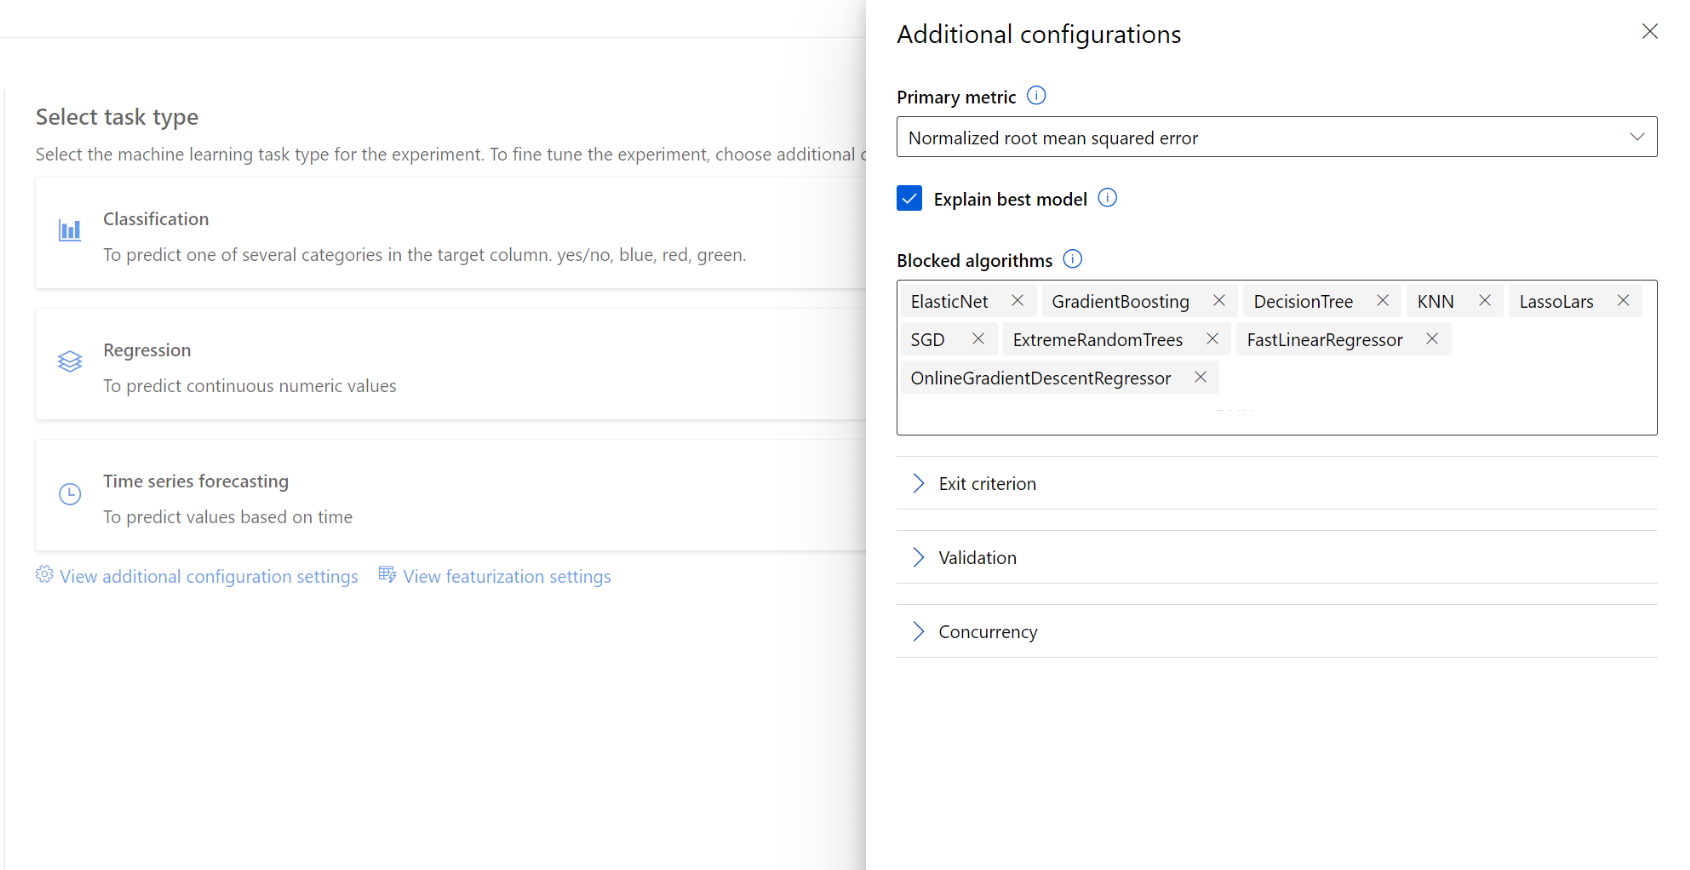 Select task type
Select the machine learning task type for the experiment. To fine tune the experiment, choose additional
Classification
To predict one of several categories in the target column. yes/no, blue, red, green.
Regression
To predict continuous numeric values
Time series forecasting
To predict values based on time
View additional configuration settings View featurization settings
Additional configurations
Primary metric
Normalized root mean squared error
Explain best model
Blocked algorithms
ElasticNet GradientBoosting DecisionTree KNN LassoLars
SGD ExtremeRandomTrees FastLinearRegressor
OnlineGradientDescentRegressor
Exit criterion
Validation
Concurrency